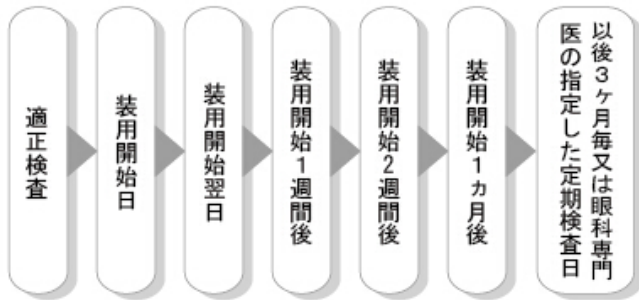 適正検査
装用開始日
装用開始翌日
装用開始1週間後
装用開始2週間後
装用開始1ヵ月後
以後3ヶ月毎又は眼科専門
医の指定した定期検査日